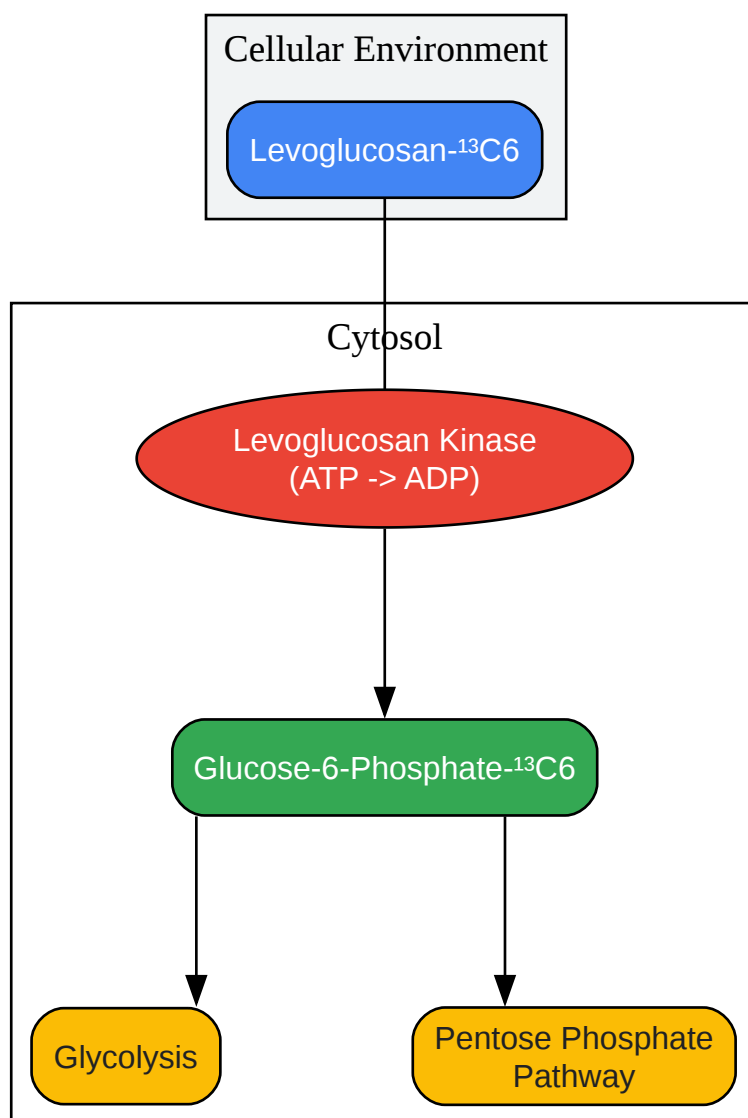 Cellular Environment
Levoglucosan-¹³C6
Cytosol
Levoglucosan Kinase
(ATP -> ADP)
Glucose-6-Phosphate-¹³C6
Glycolysis
Pentose Phosphate
Pathway